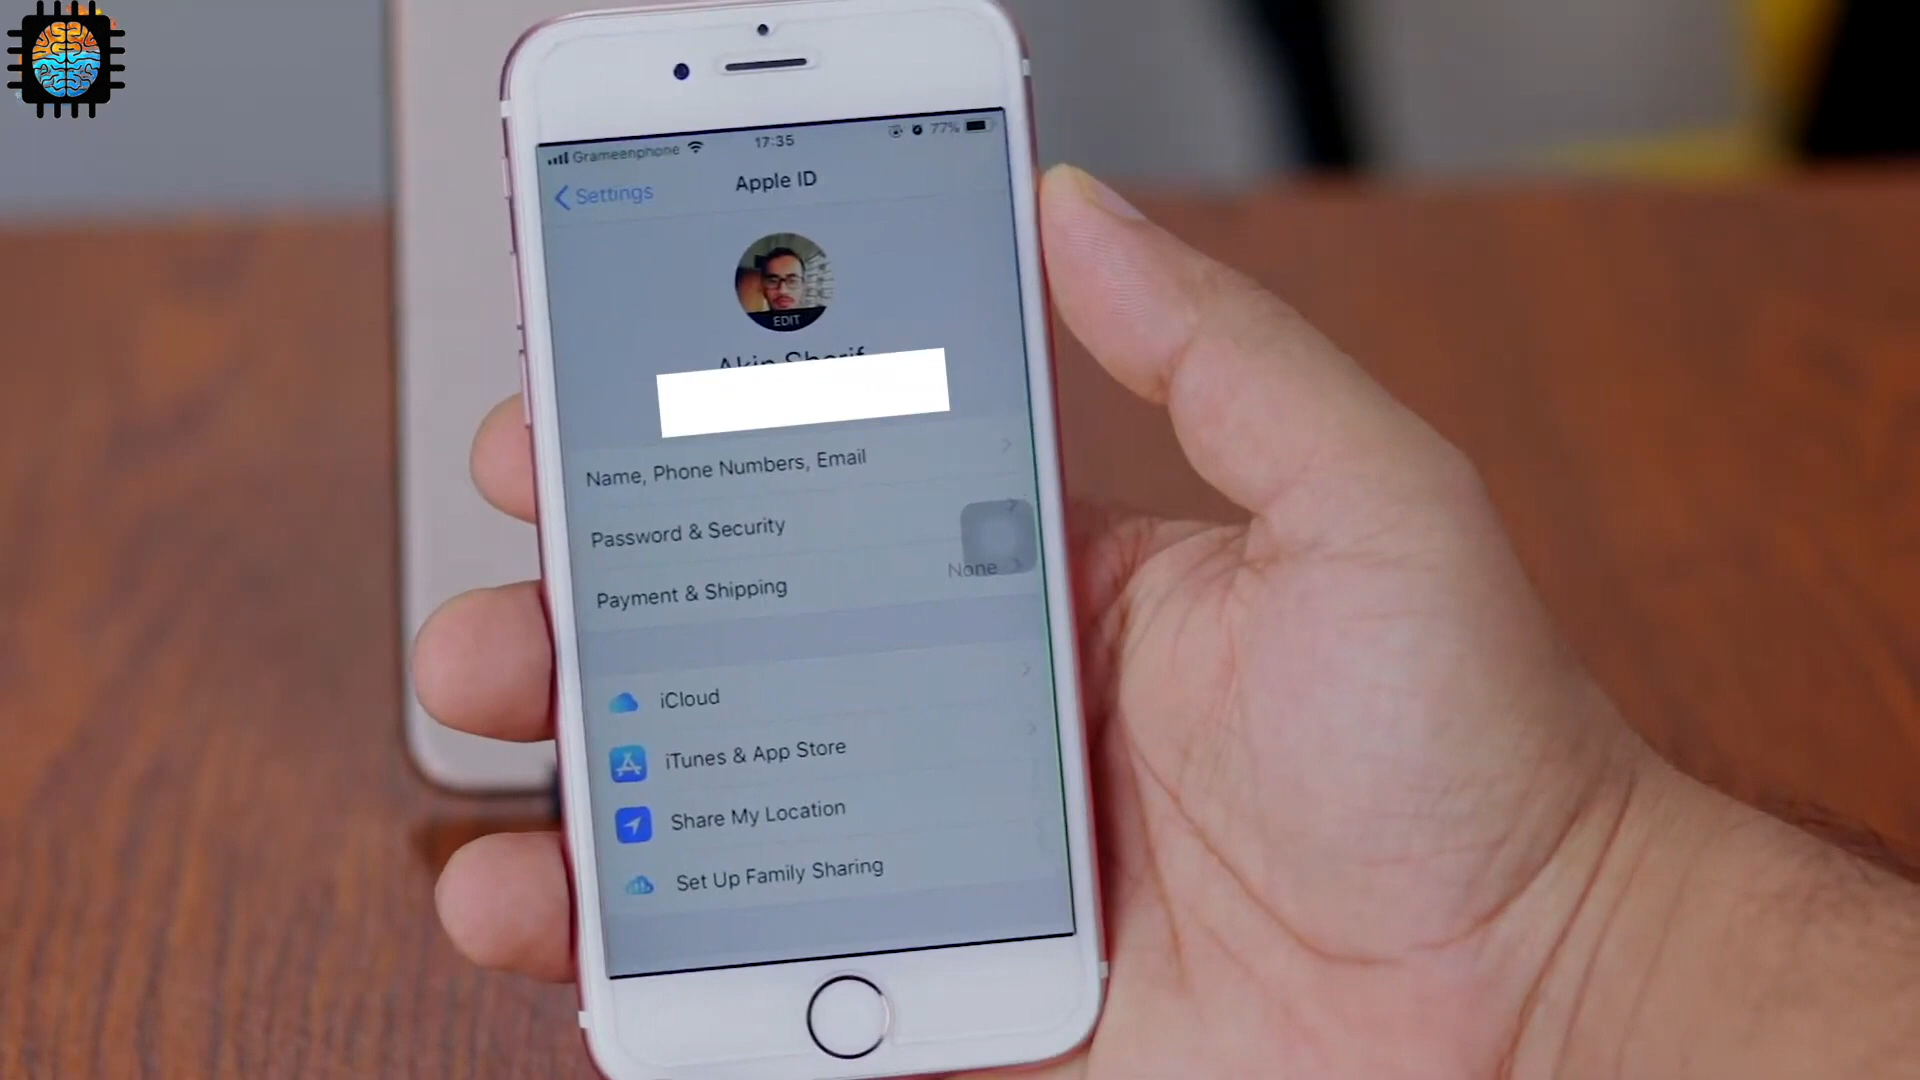 Grameenphone 17:35 77%
Settings Apple ID
EDIT
Name, Phone Numbers, Email
Password & Security
Payment & Shipping None
iCloud
iTunes & App Store
Share My Location
Set Up Family Sharing